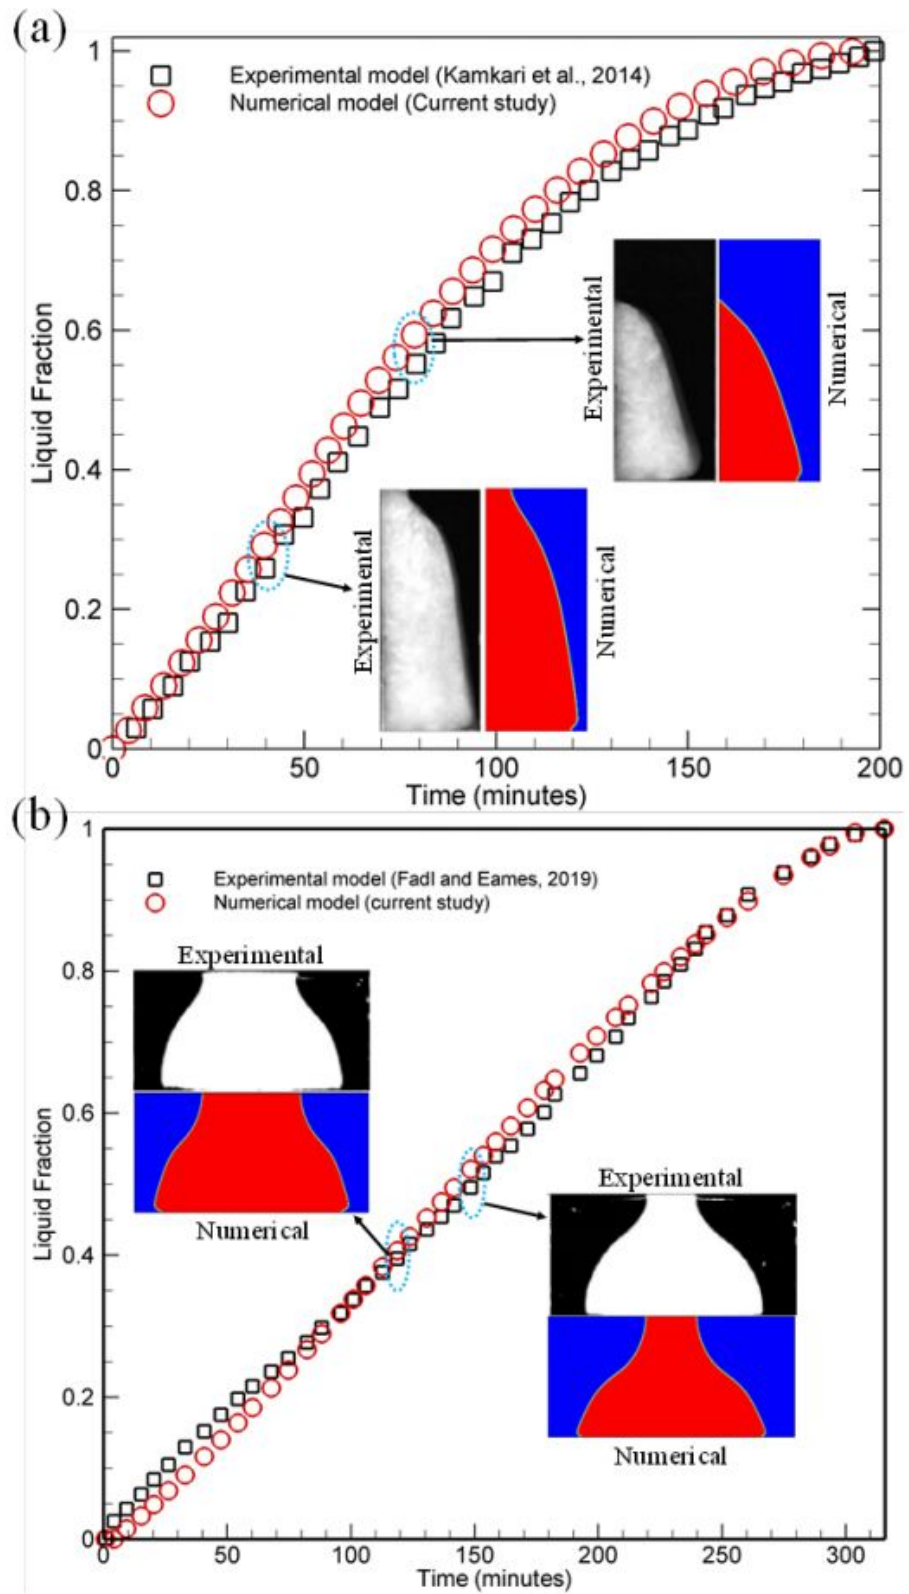 (a)
1
Experimental model (Kamkari et al., 2014)
Numerical model (Current study)
0.8
Experimental
Numerical
0.6
Liquid Fraction
0.4
Experimental
Numerical
0.2
0
0 50 100 150 200
Time (minutes)
(b)
1
Experimental model (Fadl and Eames, 2019)
Numerical model (current study)
Experimental
0.8
0.6
Numerical
Experimental
Liquid Fraction
0.4
Numerical
0.2
0
0 50 100 150 200 250 300
Time (minutes)